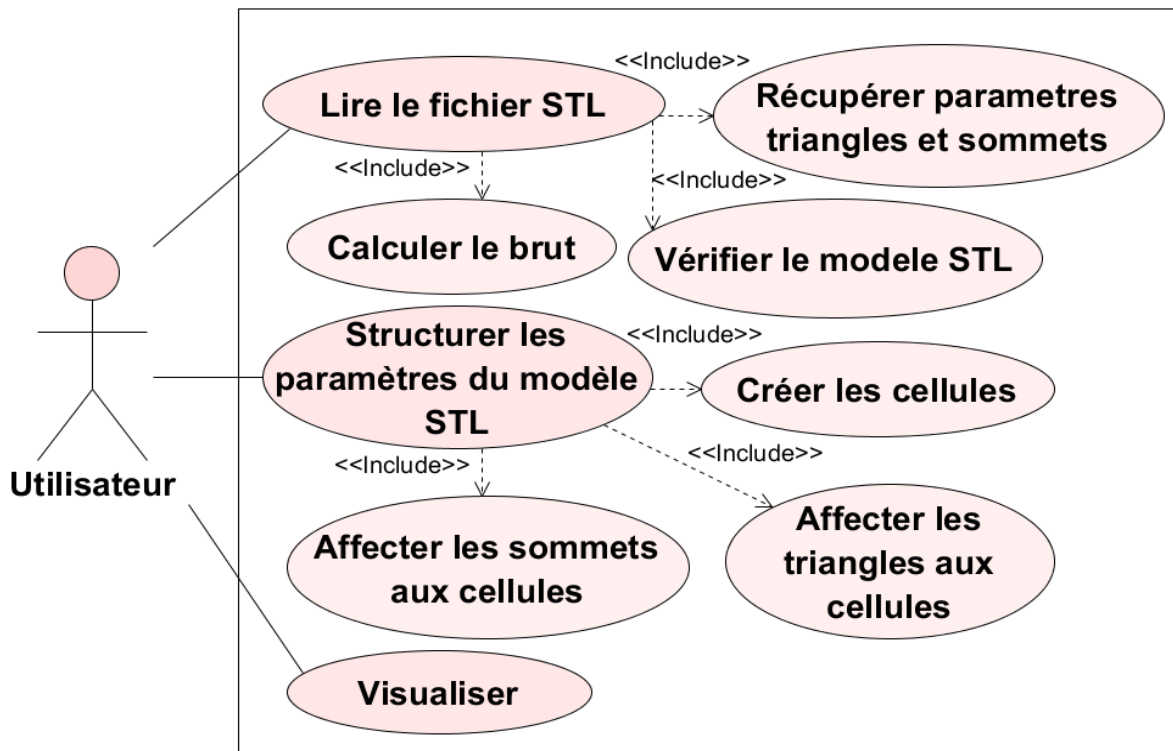 <<Include>>
Lire le fichier STL
Récupérer parametres
triangles et sommets
<<Include>>
<<Include>>
Calculer le brut
Vérifier le modele STL
Structurer les
paramètres du modèle
STL
<<Include>>
Créer les cellules
<<Include>>
<<Include>>
Utilisateur
Affecter les sommets
aux cellules
Affecter les
triangles aux
cellules
Visualiser